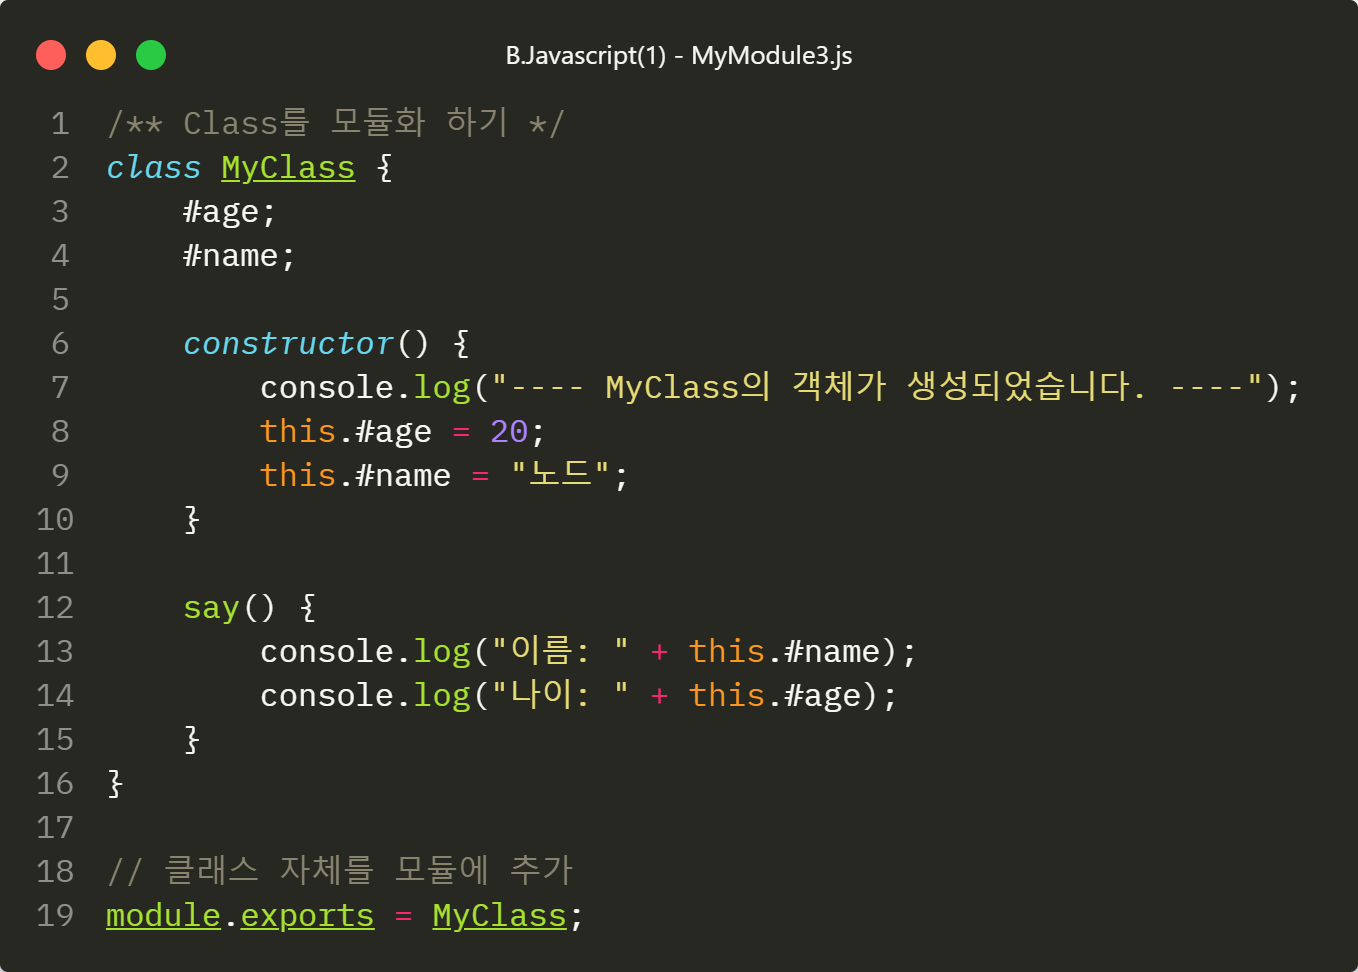 B.Javascript(1) - MyModule3.js
1 /** Class를 모듈화 하기 */
2 class MyClass {
3     #age;
4     #name;
5
6     constructor() {
7         console.log("---- MyClass의 객체가 생성되었습니다. ----");
8         this.#age = 20;
9         this.#name = "노드";
10     }
11
12     say() {
13         console.log("이름: " + this.#name);
14         console.log("나이: " + this.#age);
15     }
16 }
17
18 // 클래스 자체를 모듈에 추가
19 module.exports = MyClass;